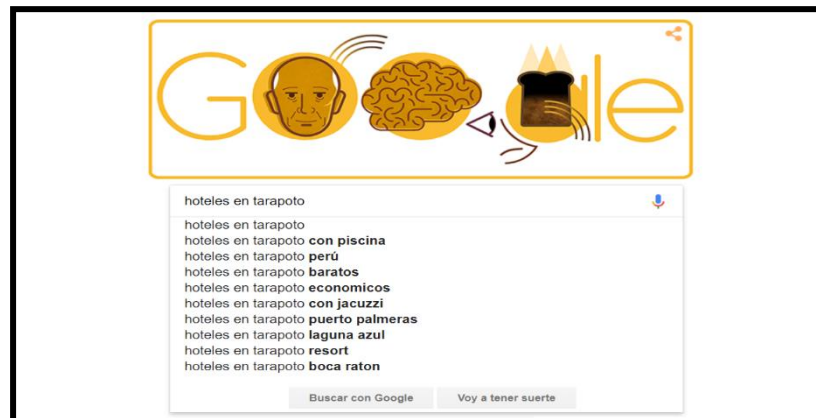 Google
hoteles en tarapoto
hoteles en tarapoto
hoteles en tarapoto con piscina
hoteles en tarapoto perú
hoteles en tarapoto baratos
hoteles en tarapoto economicos
hoteles en tarapoto con jacuzzi
hoteles en tarapoto puerto palmeras
hoteles en tarapoto laguna azul
hoteles en tarapoto resort
hoteles en tarapoto boca raton
Buscar con Google Voy a tener suerte